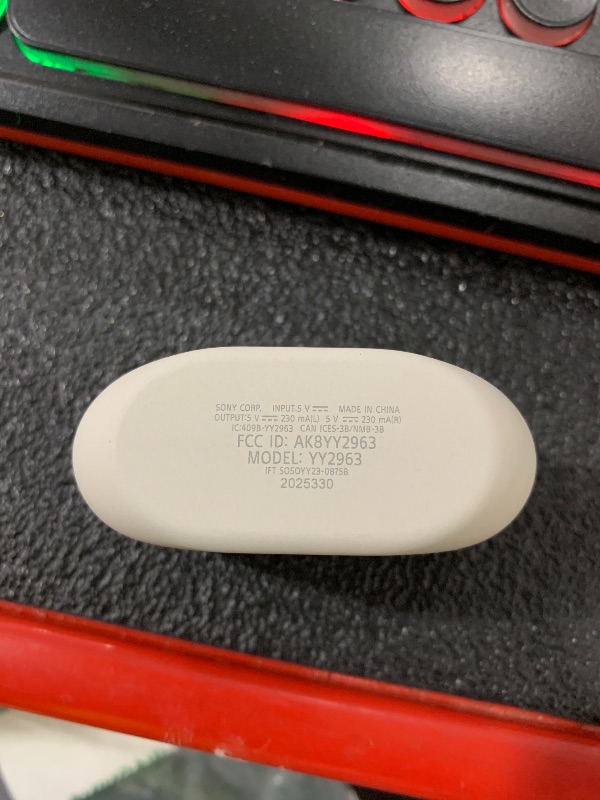 SONY CORP. INPUT:5 V ⎓ MADE IN CHINA
OUTPUT:5 V ⎓ 230 mA(L) 5 V ⎓ 230 mA(R)
IC:409B-YY2963 CAN ICES-3B/NMB-3B
FCC ID: AK8YY2963
MODEL: YY2963
IFT SOSOYY23-08758
2025330